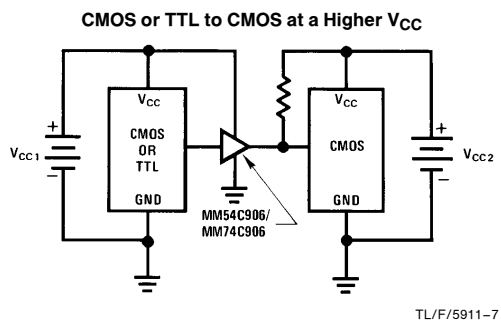 CMOS or TTL to CMOS at a Higher VCC
VCC
CMOS
OR
TTL
GND
VCC1
+
−
MM54C906/
MM74C906
VCC
CMOS
GND
+
−
VCC2
TL/F/5911–7